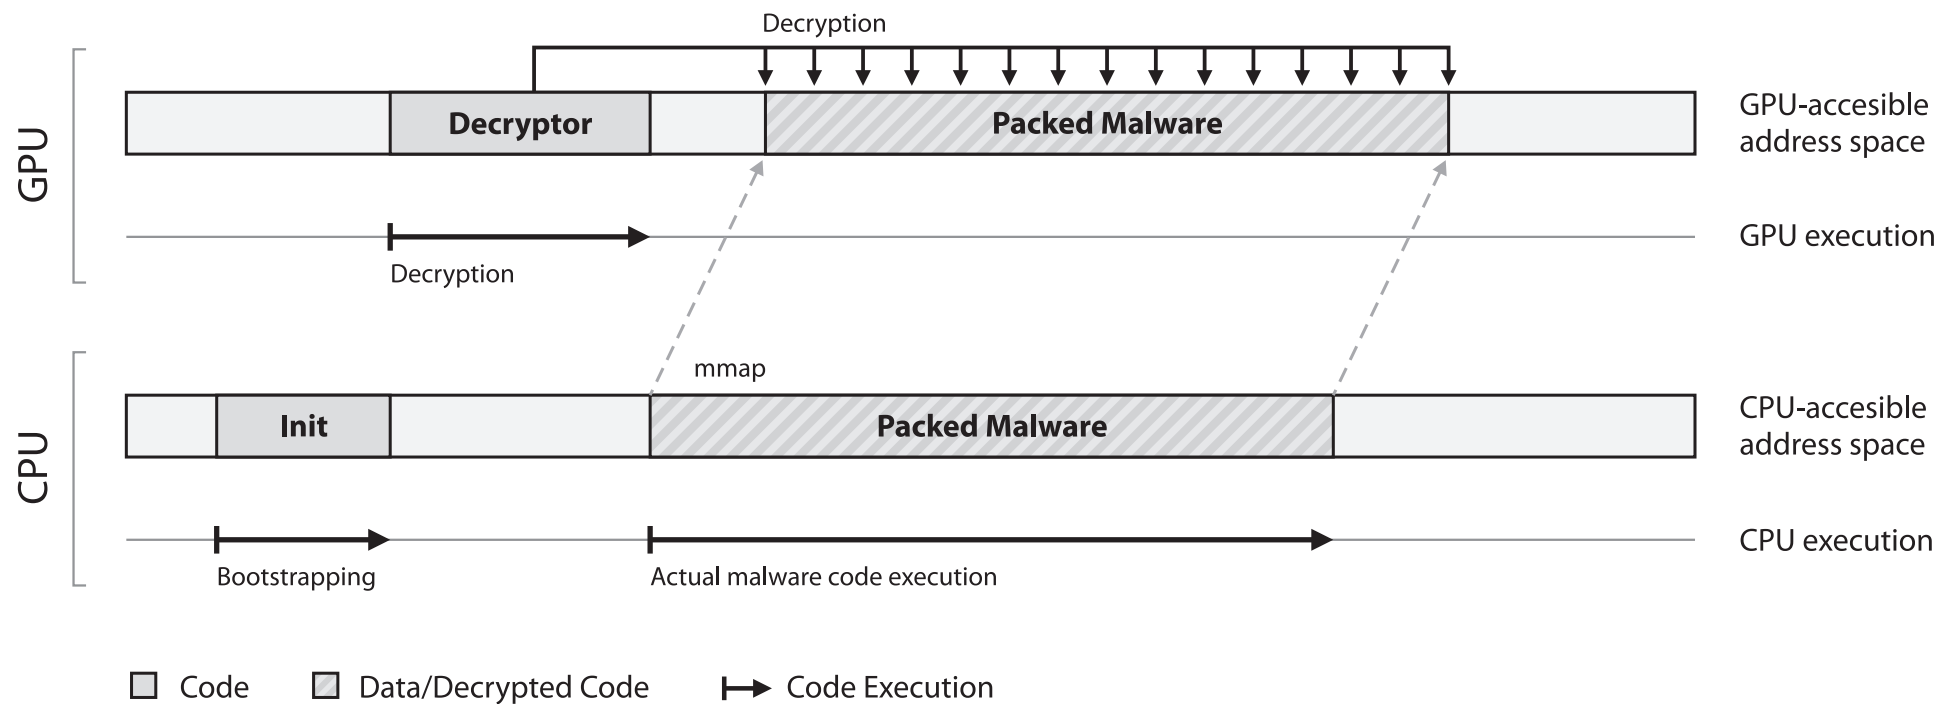 Decryption
GPU
Decryptor
Packed Malware
GPU-accesible
address space
GPU execution
Decryption
CPU
mmap
Init
Packed Malware
CPU-accesible
address space
CPU execution
Bootstrapping
Actual malware code execution
Code
Data/Decrypted Code
Code Execution